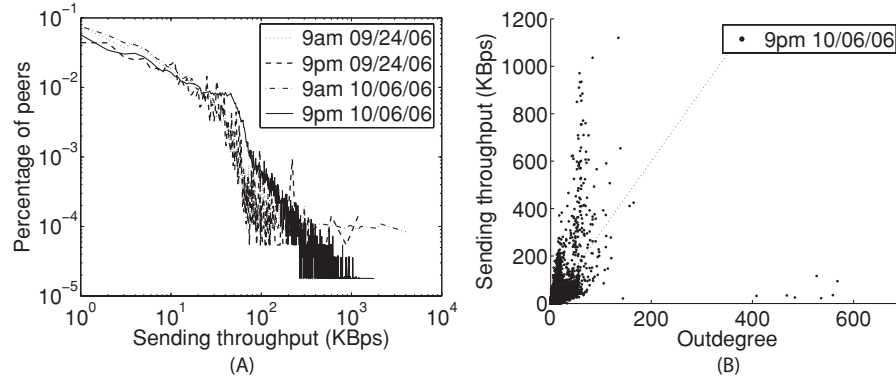 10^-1
10^-2
10^-3
10^-4
10^-5
Percentage of peers
9am 09/24/06
9pm 09/24/06
9am 10/06/06
9pm 10/06/06
10^0 10^1 10^2 10^3 10^4
Sending throughput (KBps)
(A)
1200
1000
800
600
400
200
0
Sending throughput (KBps)
9pm 10/06/06
0 200 400 600
Outdegree
(B)